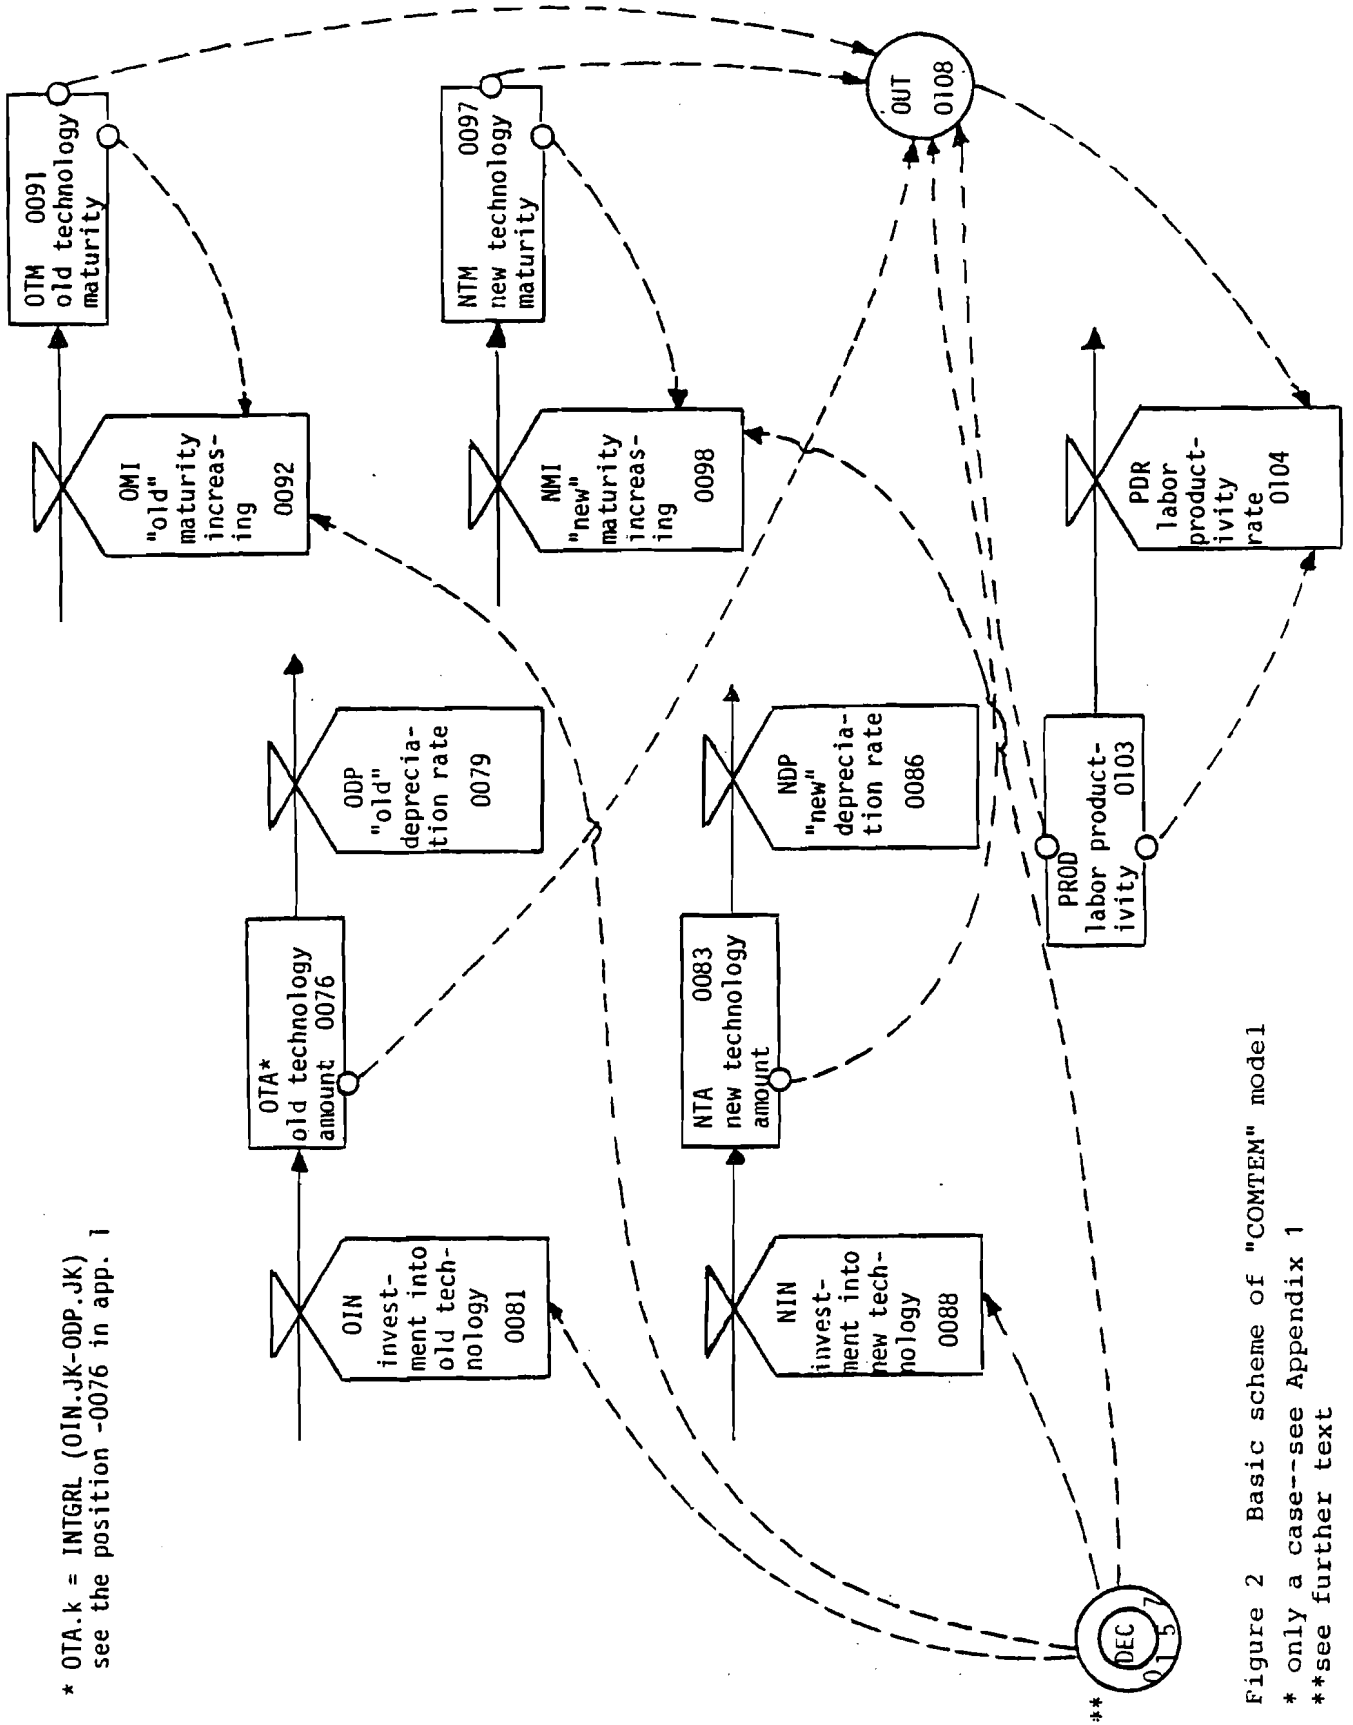 * OTA.k = INTGRL (OIN.JK-ODP.JK)
see the position -0076 in app. 1
OTM 0091
old technology
maturity
OMI
"old"
maturity
increas-
ing
0092
OTA*
old technology
amount 0076
ODP
"old"
deprecia-
tion rate
0079
OIN
invest-
ment into
old tech-
nology
0081
NTM 0097
new technology
maturity
NMI
"new"
maturity
increas-
ing
0098
NTA 0083
new technology
amount
NDP
"new"
deprecia-
tion rate
0086
NIN
invest-
ment into
new tech-
nology
0088
OUT
0108
PDR
labor
product-
ivity
rate 0104
PROD
labor product-
ivity 0103
**
DEC
0157
Figure 2 Basic scheme of "COMTEM" model
* only a case--see Appendix 1
**see further text